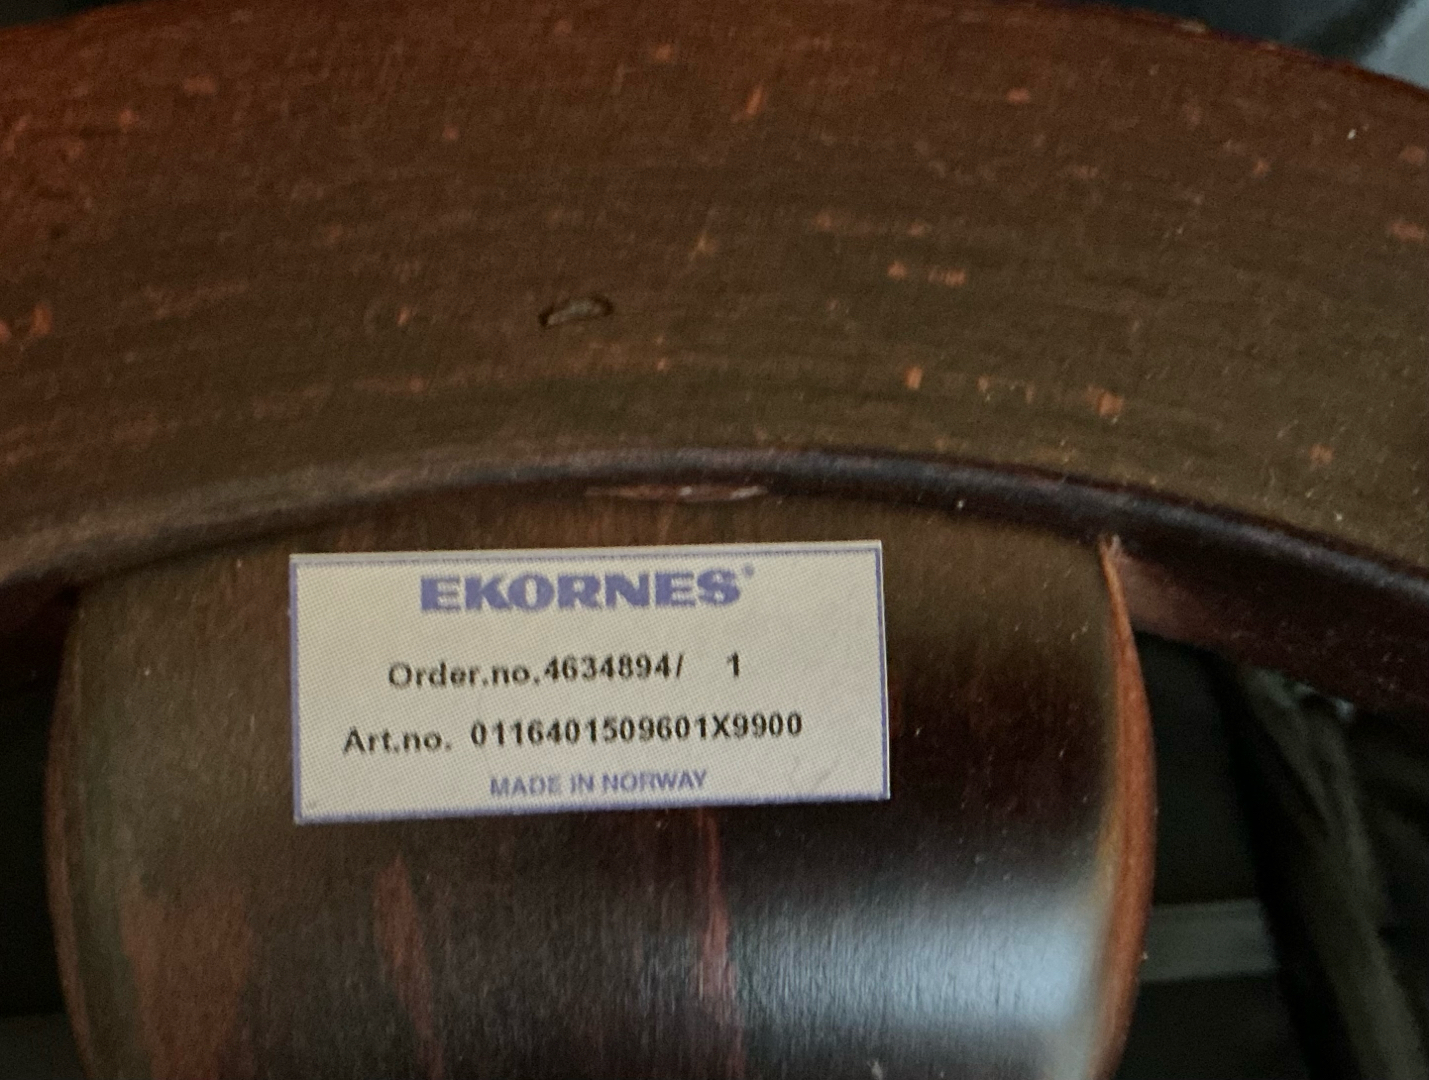 EKORNES®
Order.no.4634894/ 1
Art.no. 0116401509601X9900
MADE IN NORWAY